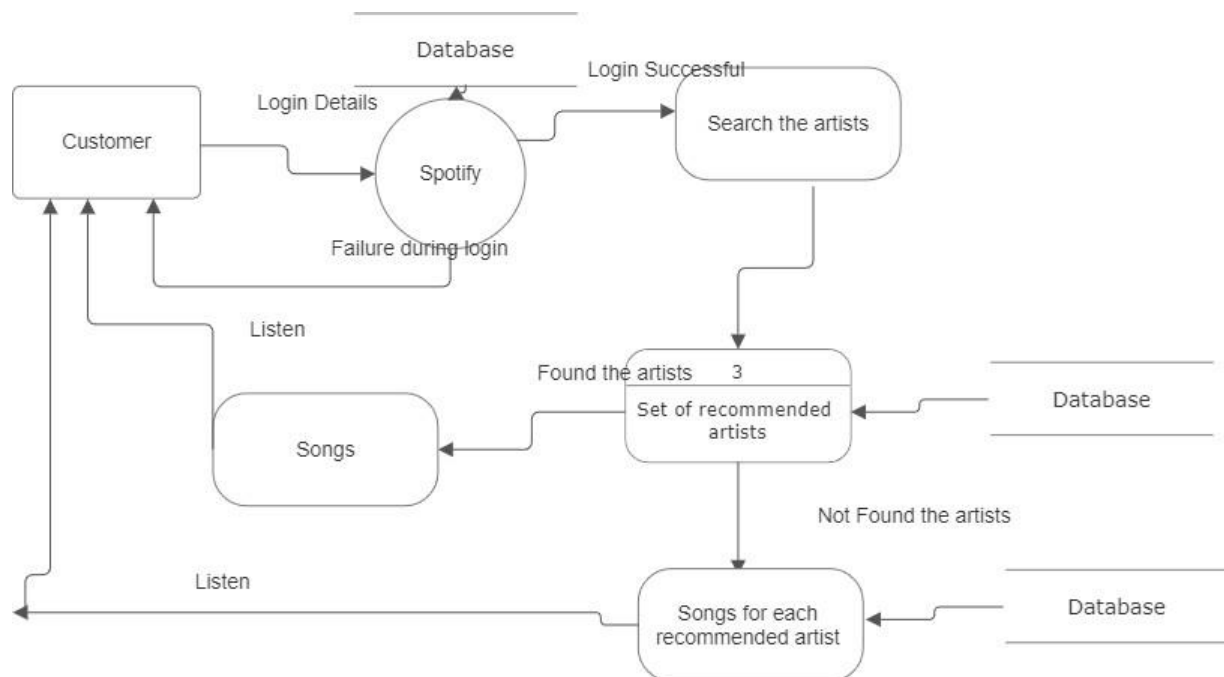 Database
Login Successful
Login Details
Customer
Search the artists
Spotify
Failure during login
Listen
Found the artists
3
Set of recommended
artists
Database
Songs
Not Found the artists
Listen
Songs for each
recommended artist
Database